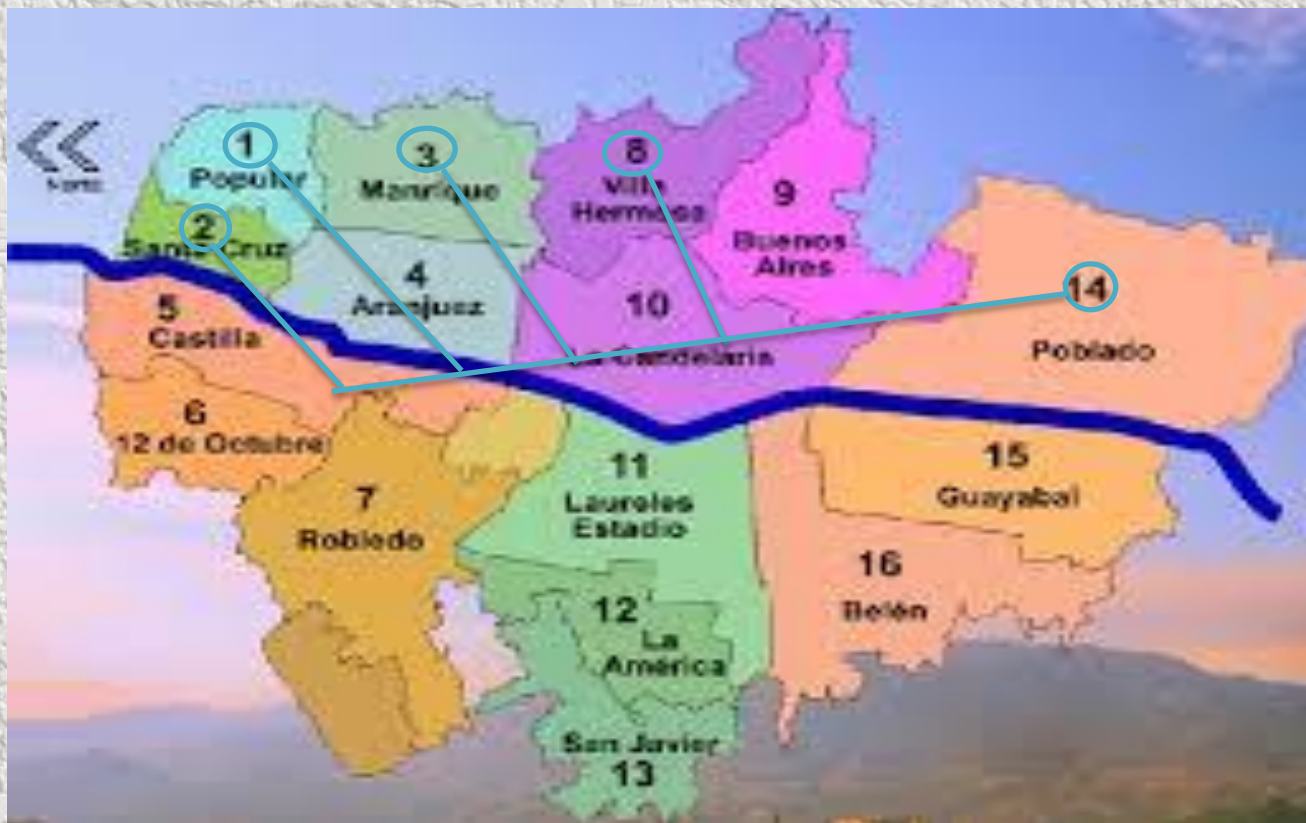 Norte
1
Popular
2
Santa Cruz
3
Manrique
4
Aranjuez
5
Castilla
6
12 de Octubre
7
Robledo
8
Villa
Hermosa
9
Buenos
Aires
10
La Candelaria
11
Laureles
Estadio
12
La
América
San Javier
13
14
Poblado
15
Guayabal
16
Belén